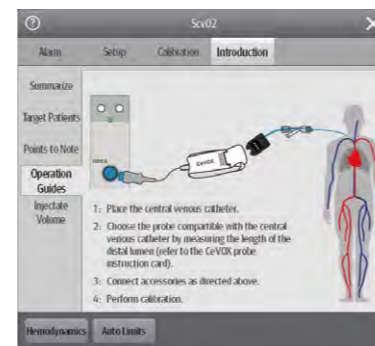 ScvO2
Alarm
Setup
Calibration
Introduction
Summarize
Target Patients
Points to Note
Operation
Guides
Injectate
Volume
CeVOX
1: Place the central venous catheter.
2: Choose the probe compartible with the central
venous catheter by measuring the length of the
distal lumen (refer to the CeVOX probe
instruction card).
3: Connect accessories as directed above.
4: Perform calibration.
Hemodynamics
Auto Limits